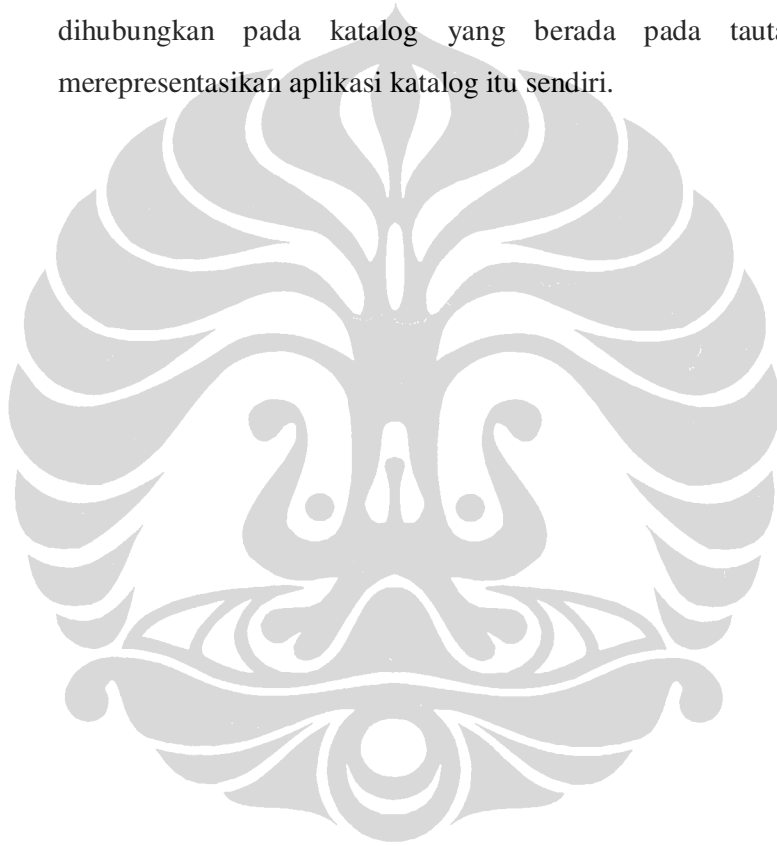 dihubungkan pada katalog yang berada pada
merepresentasikan aplikasi katalog itu sendiri.